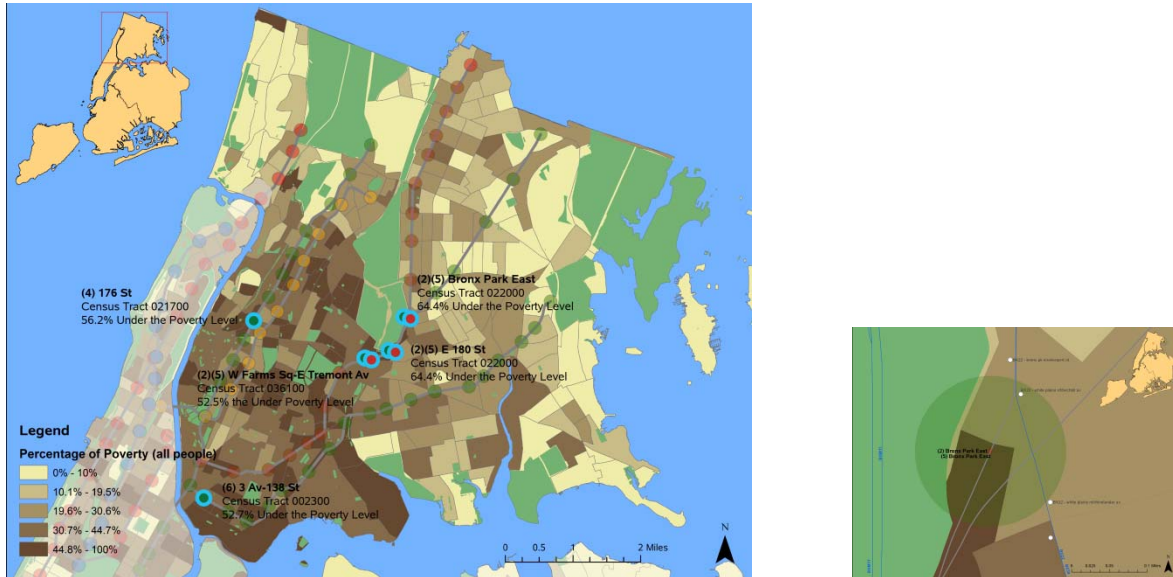 (4) 176 St
Census Tract 021700
56.2% Under the Poverty Level
(2)(5) Bronx Park East
Census Tract 022000
64.4% Under the Poverty Level
(2)(5) E 180 St
Census Tract 022000
64.4% Under the Poverty Level
(2)(5) W Farms Sq-E Tremont Av
Census Tract 036100
52.5% the Under Poverty Level
(6) 3 Av-138 St
Census Tract 002300
52.7% Under the Poverty Level
Legend
Percentage of Poverty (all people)
0% - 10%
10.1% - 19.5%
19.6% - 30.6%
30.7% - 44.7%
44.8% - 100%
0 0.5 1 2 Miles
N
(2) Bronx Park East
(5) Bronx Park East
0.1 Miles